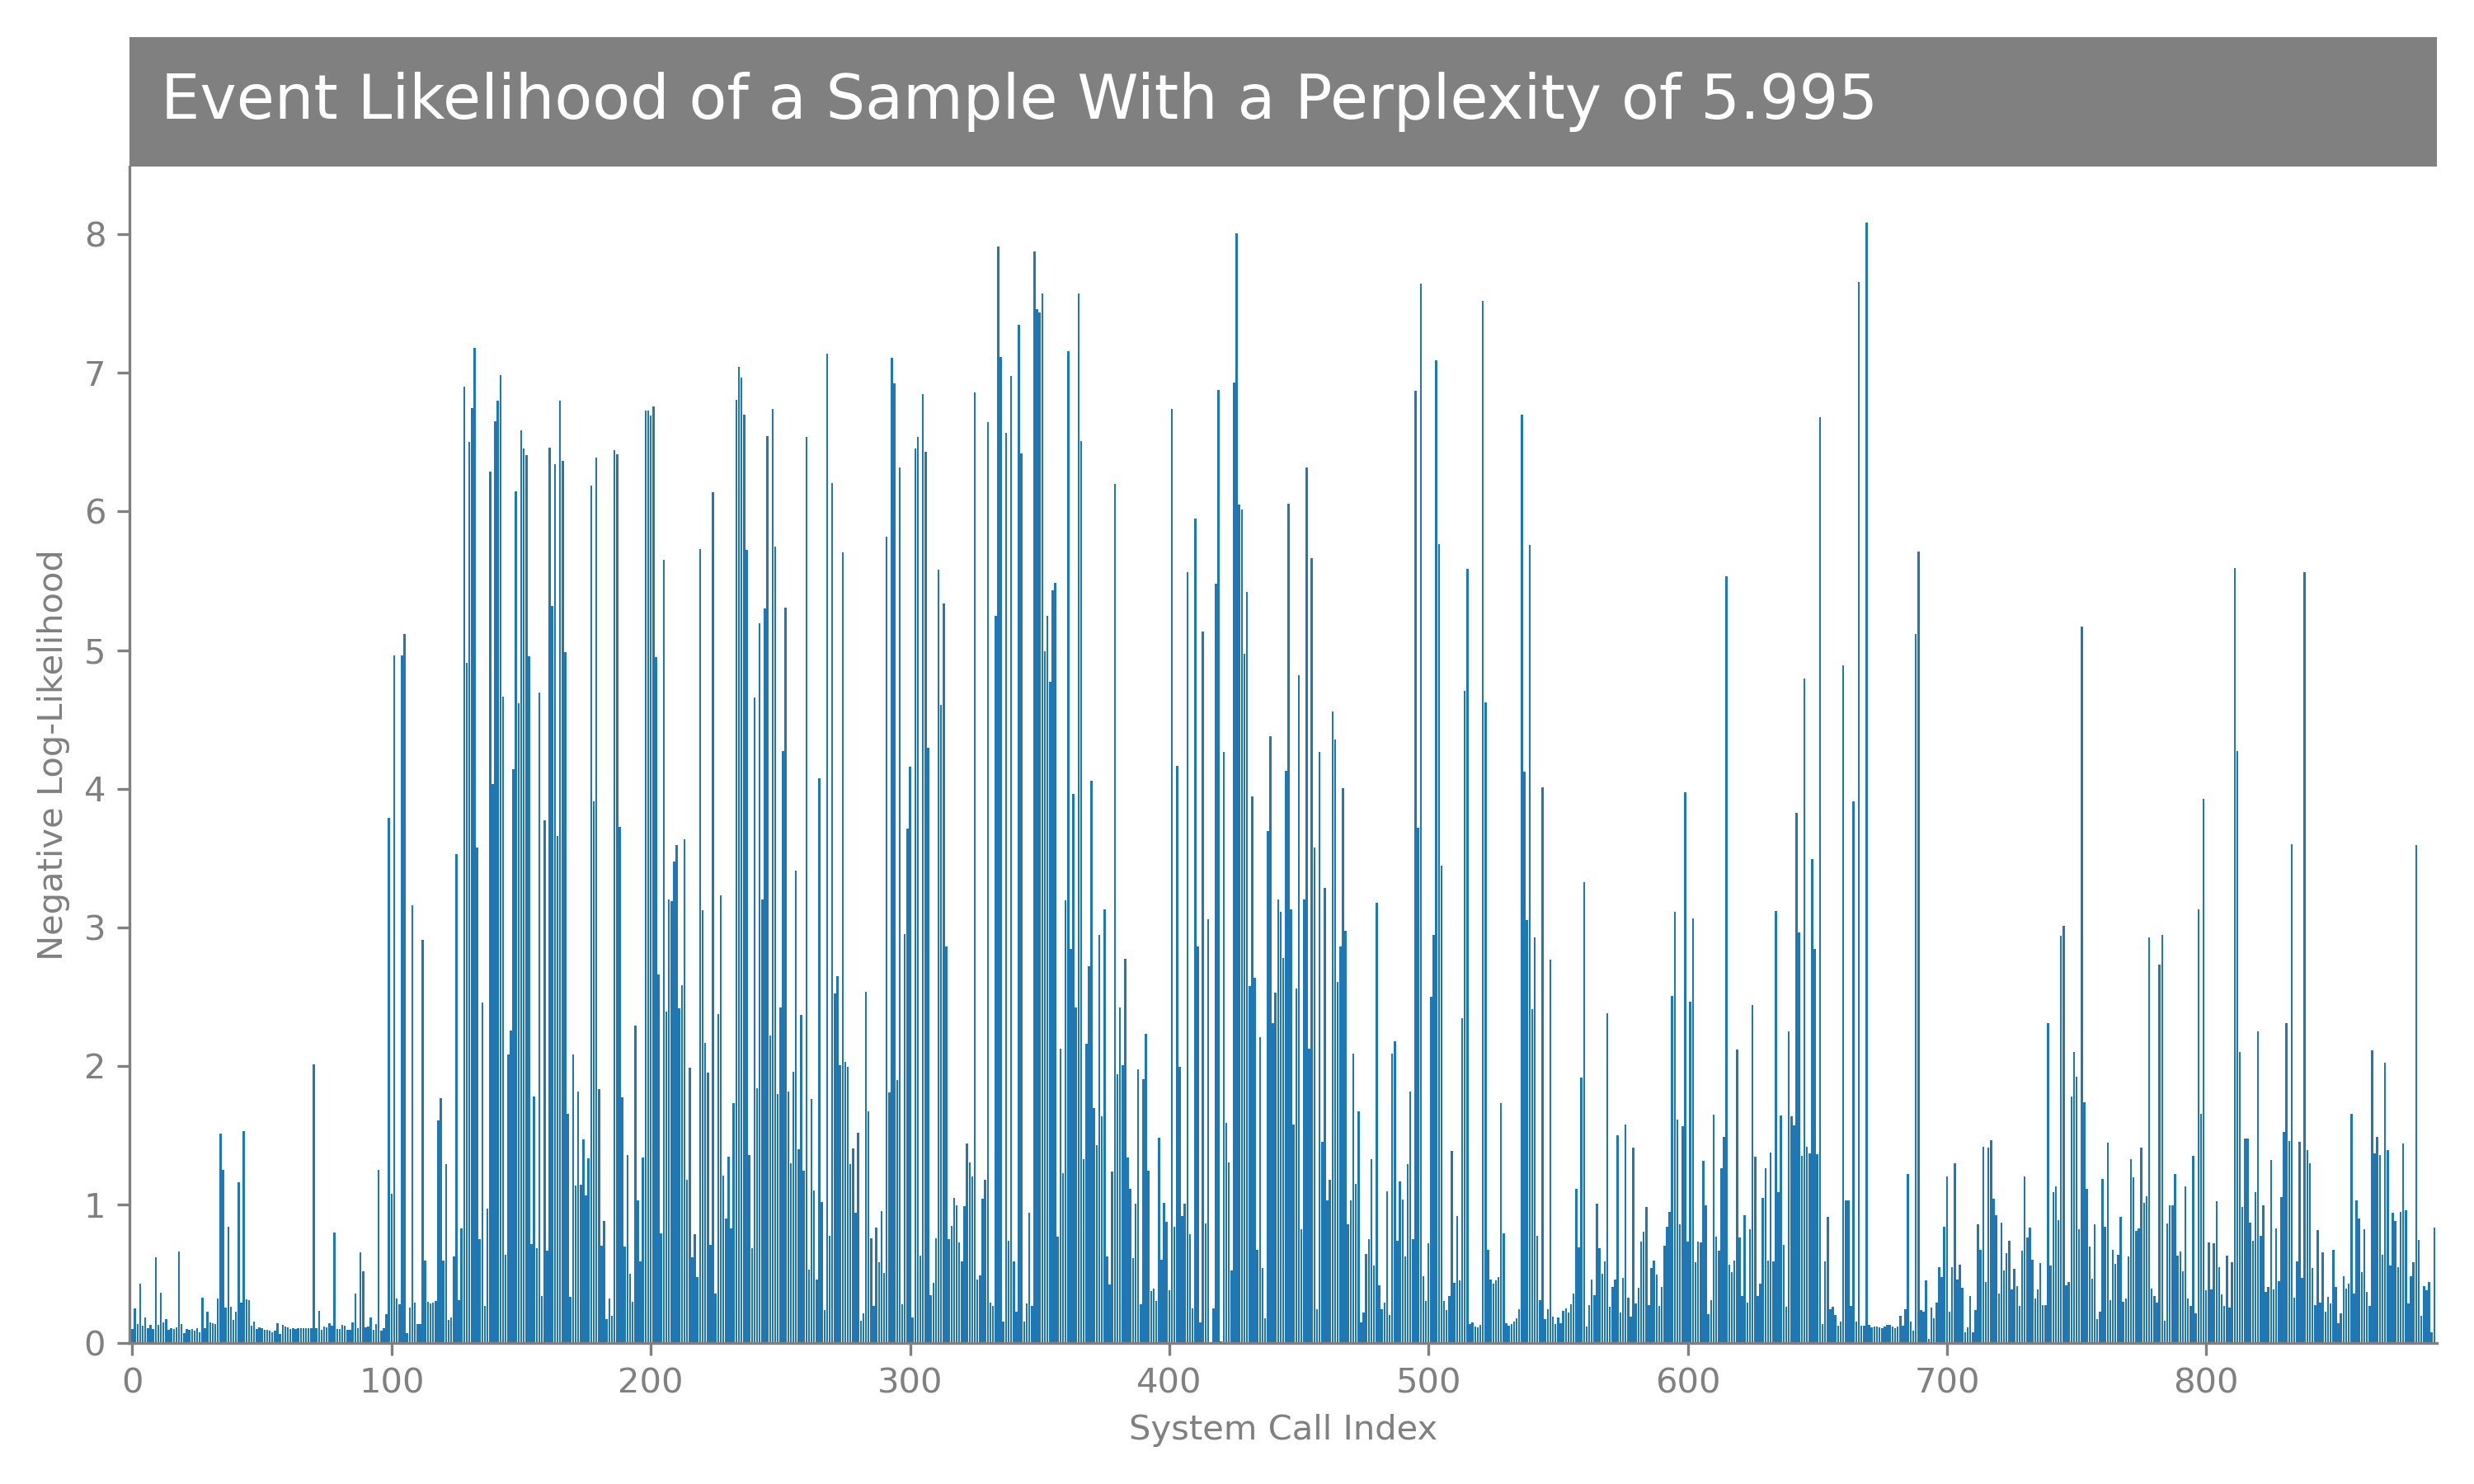 Event Likelihood of a Sample With a Perplexity of 5.995
8
7
6
5
4
3
2
1
0
Negative Log-Likelihood
0 100 200 300 400 500 600 700 800
System Call Index